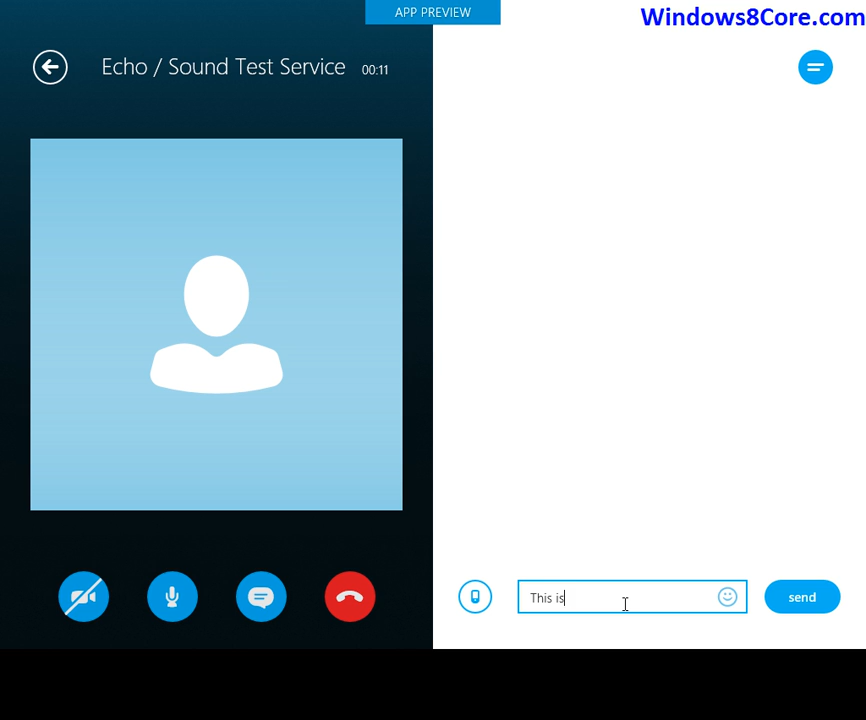 APP PREVIEW
Windows8Core.com
Echo / Sound Test Service 00:11
This is
send